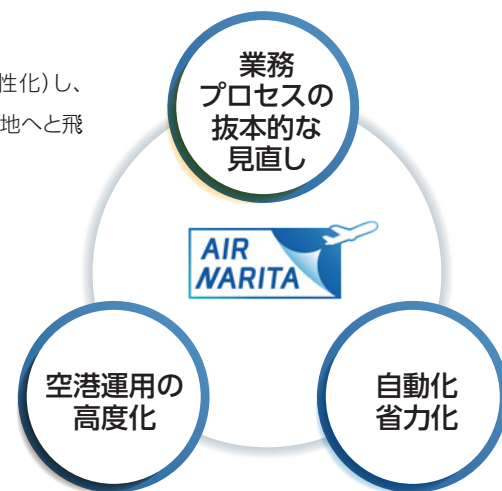 性化)し、
地へと飛
業務
プロセスの
抜本的な
見直し
AIR
NARITA
空港運用の
高度化
自動化
省力化